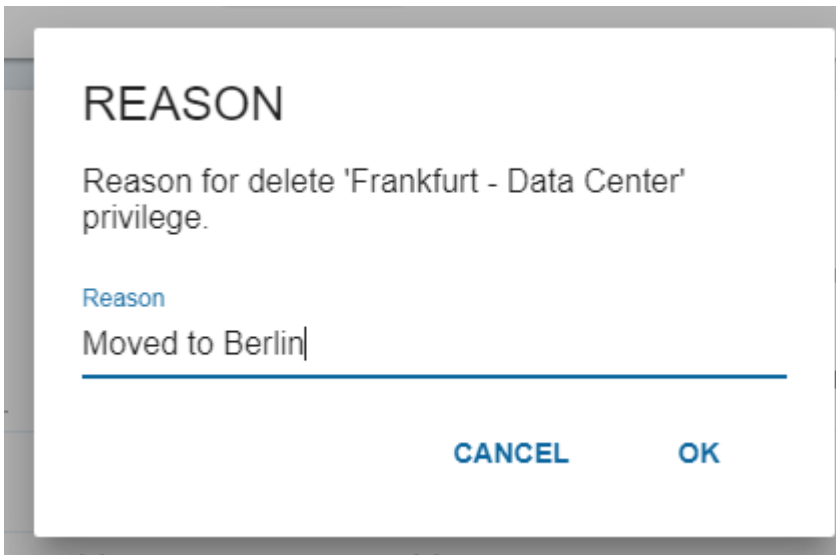 REASON
Reason for delete 'Frankfurt - Data Center'
privilege.
Reason
Moved to Berlin
CANCEL OK